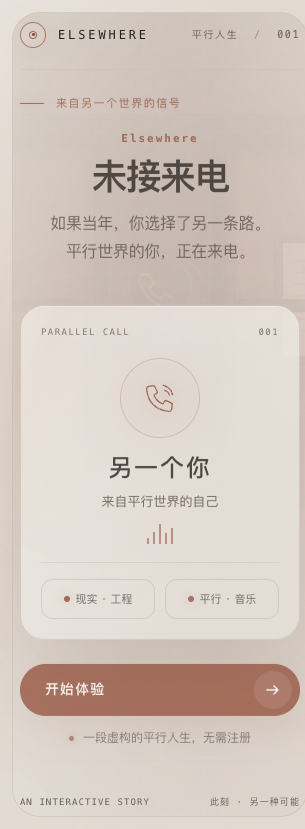 ELSEWHERE 平行人生 / 001
来自另一个世界的信号
Elsewhere
未接来电
如果当年，你选择了另一条路。
平行世界的你，正在来电。
PARALLEL CALL 001
另一个你
来自平行世界的自己
现实 · 工程 平行 · 音乐
开始体验
一段虚构的平行人生，无需注册
AN INTERACTIVE STORY 此刻 · 另一种可能